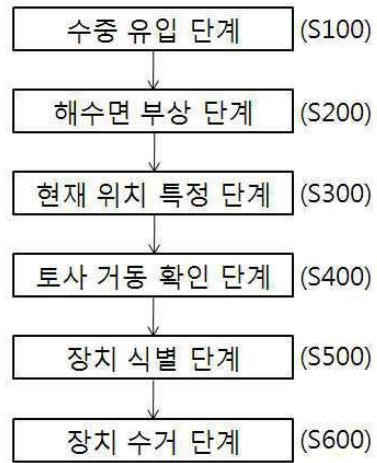 수중 유입 단계 (S100)
해수면 부상 단계 (S200)
현재 위치 특정 단계 (S300)
토사 거동 확인 단계 (S400)
장치 식별 단계 (S500)
장치 수거 단계 (S600)